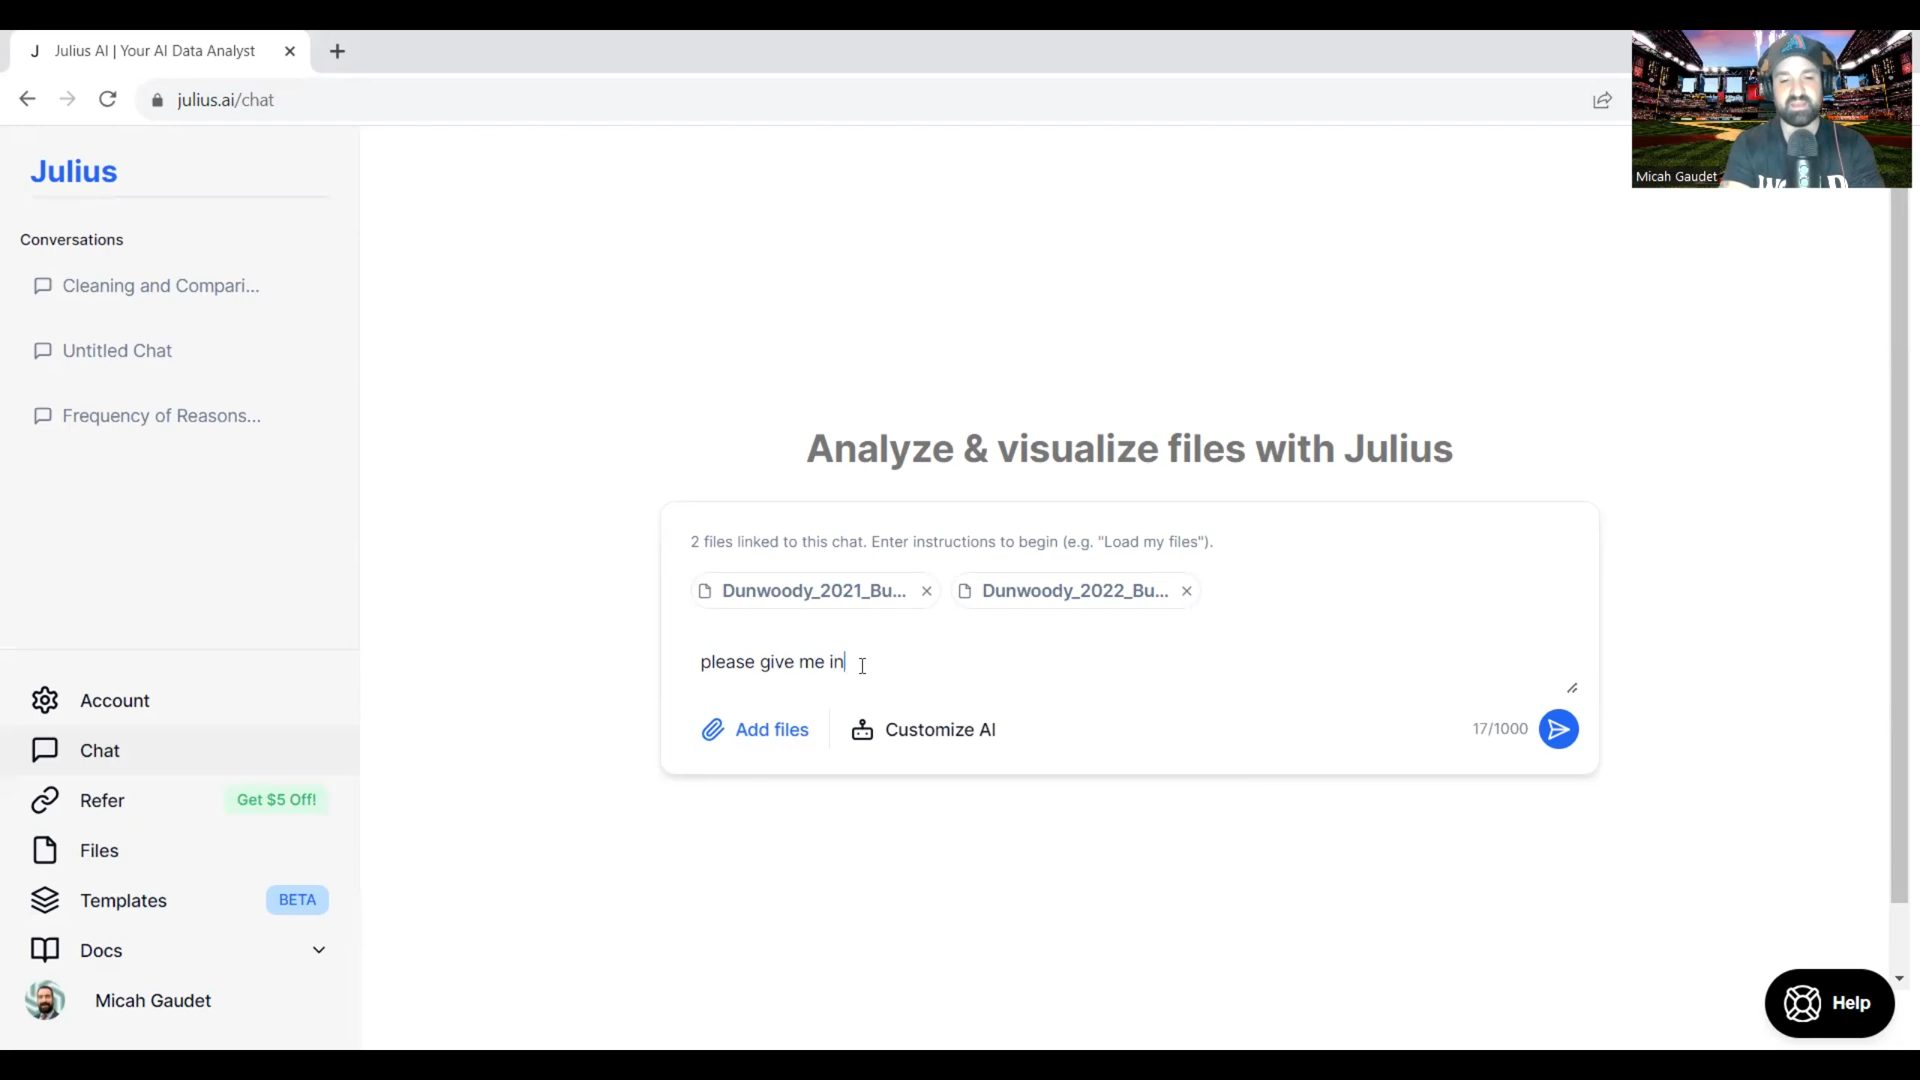 J Julius AI | Your AI Data Analyst
julius.ai/chat
Micah Gaudet
Julius
Conversations
Cleaning and Compari...
Untitled Chat
Frequency of Reasons...
Analyze & visualize files with Julius
2 files linked to this chat. Enter instructions to begin (e.g. "Load my files").
Dunwoody_2021_Bu... Dunwoody_2022_Bu...
please give me in
Add files Customize AI 17/1000
Account
Chat
Refer Get $5 Off!
Files
Templates BETA
Docs
Micah Gaudet
Help